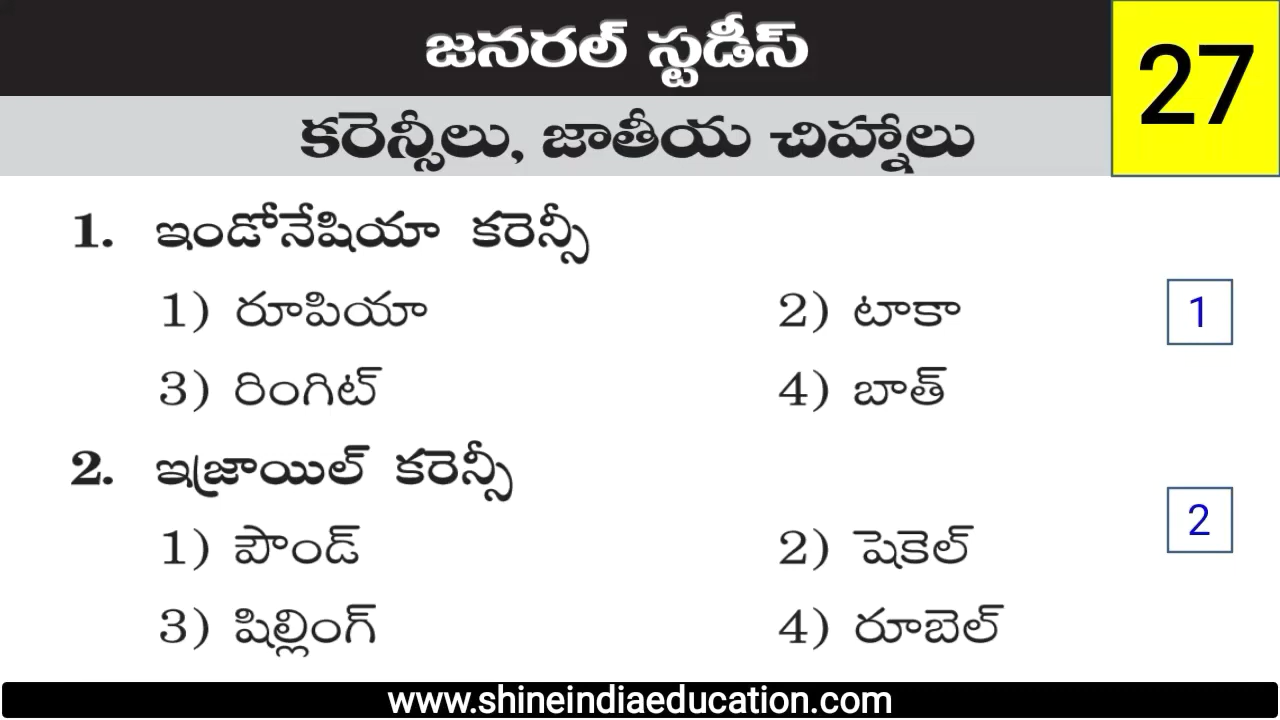 జనరల్ స్టడీస్
27
కరెన్సీలు, జాతీయ చిహ్నాలు
1. ఇండోనేషియా కరెన్సీ
1) రూపియా 2) టాకా 1
3) రింగిట్ 4) బాత్
2. ఇజ్రాయిల్ కరెన్సీ
1) పౌండ్ 2) షెకెల్ 2
3) షిల్లింగ్ 4) రూబెల్
www.shineindiaeducation.com